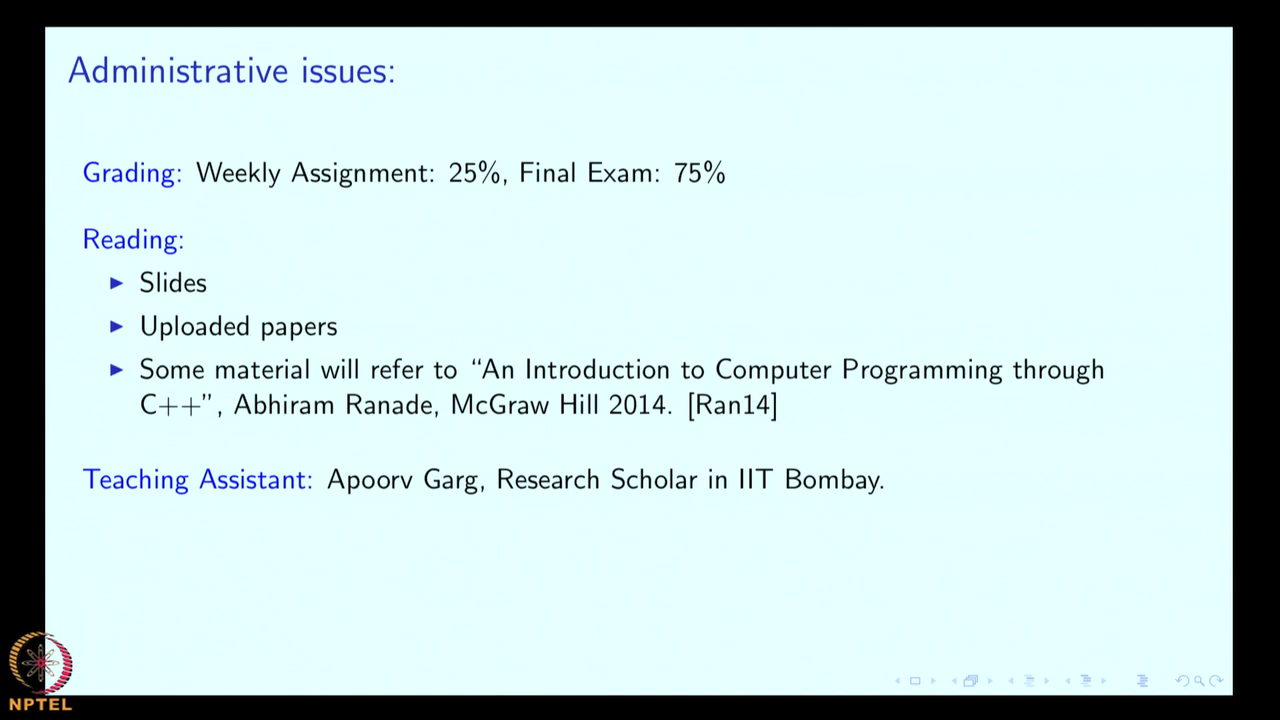 Administrative issues:
Grading: Weekly Assignment: 25%, Final Exam: 75%
Reading:
▶ Slides
▶ Uploaded papers
▶ Some material will refer to “An Introduction to Computer Programming through
C++”, Abhiram Ranade, McGraw Hill 2014. [Ran14]
Teaching Assistant: Apoorv Garg, Research Scholar in IIT Bombay.
NPTEL